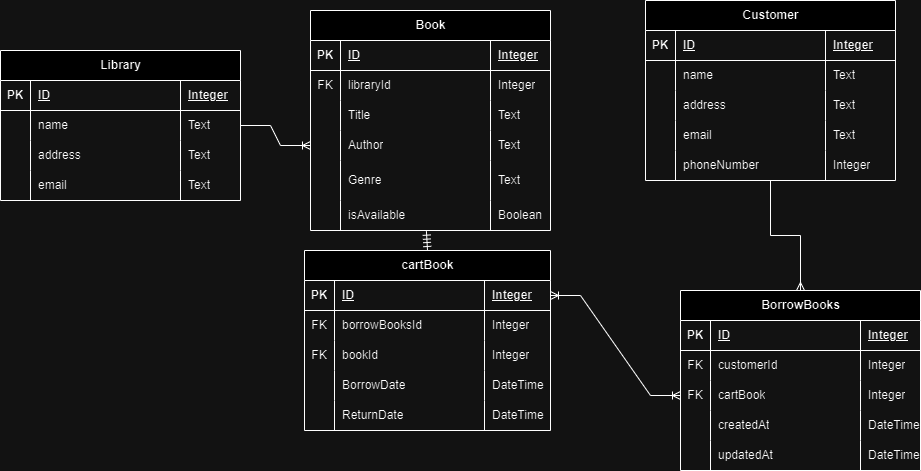 Library
PK ID Integer
name Text
address Text
email Text
Book
PK ID Integer
FK libraryId Integer
Title Text
Author Text
Genre Text
isAvailable Boolean
Customer
PK ID Integer
name Text
address Text
email Text
phoneNumber Integer
cartBook
PK ID Integer
FK borrowBooksId Integer
FK bookId Integer
BorrowDate DateTime
ReturnDate DateTime
BorrowBooks
PK ID Integer
FK customerId Integer
FK cartBook Integer
createdAt DateTime
updatedAt DateTime